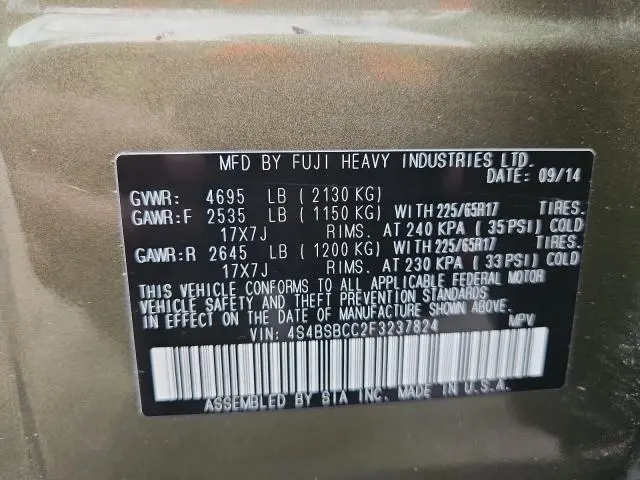 MFD BY FUJI HEAVY INDUSTRIES LTD.
DATE: 09/14
GVWR: 4695 LB ( 2130 KG)
GAWR:F 2535 LB ( 1150 KG) WITH 225/65R17 TIRES.
17X7J RIMS. AT 240 KPA ( 35 PSI) COLD
GAWR:R 2645 LB ( 1200 KG) WITH 225/65R17 TIRES.
17X7J RIMS. AT 230 KPA ( 33 PSI) COLD
THIS VEHICLE CONFORMS TO ALL APPLICABLE FEDERAL MOTOR
VEHICLE SAFETY AND THEFT PREVENTION STANDARDS
IN EFFECT ON THE DATE OF MANUFACTURE SHOWN ABOVE.
VIN: 4S4BSBCC2F3237824 MPV
ASSEMBLED BY SIA INC. MADE IN U.S.A.